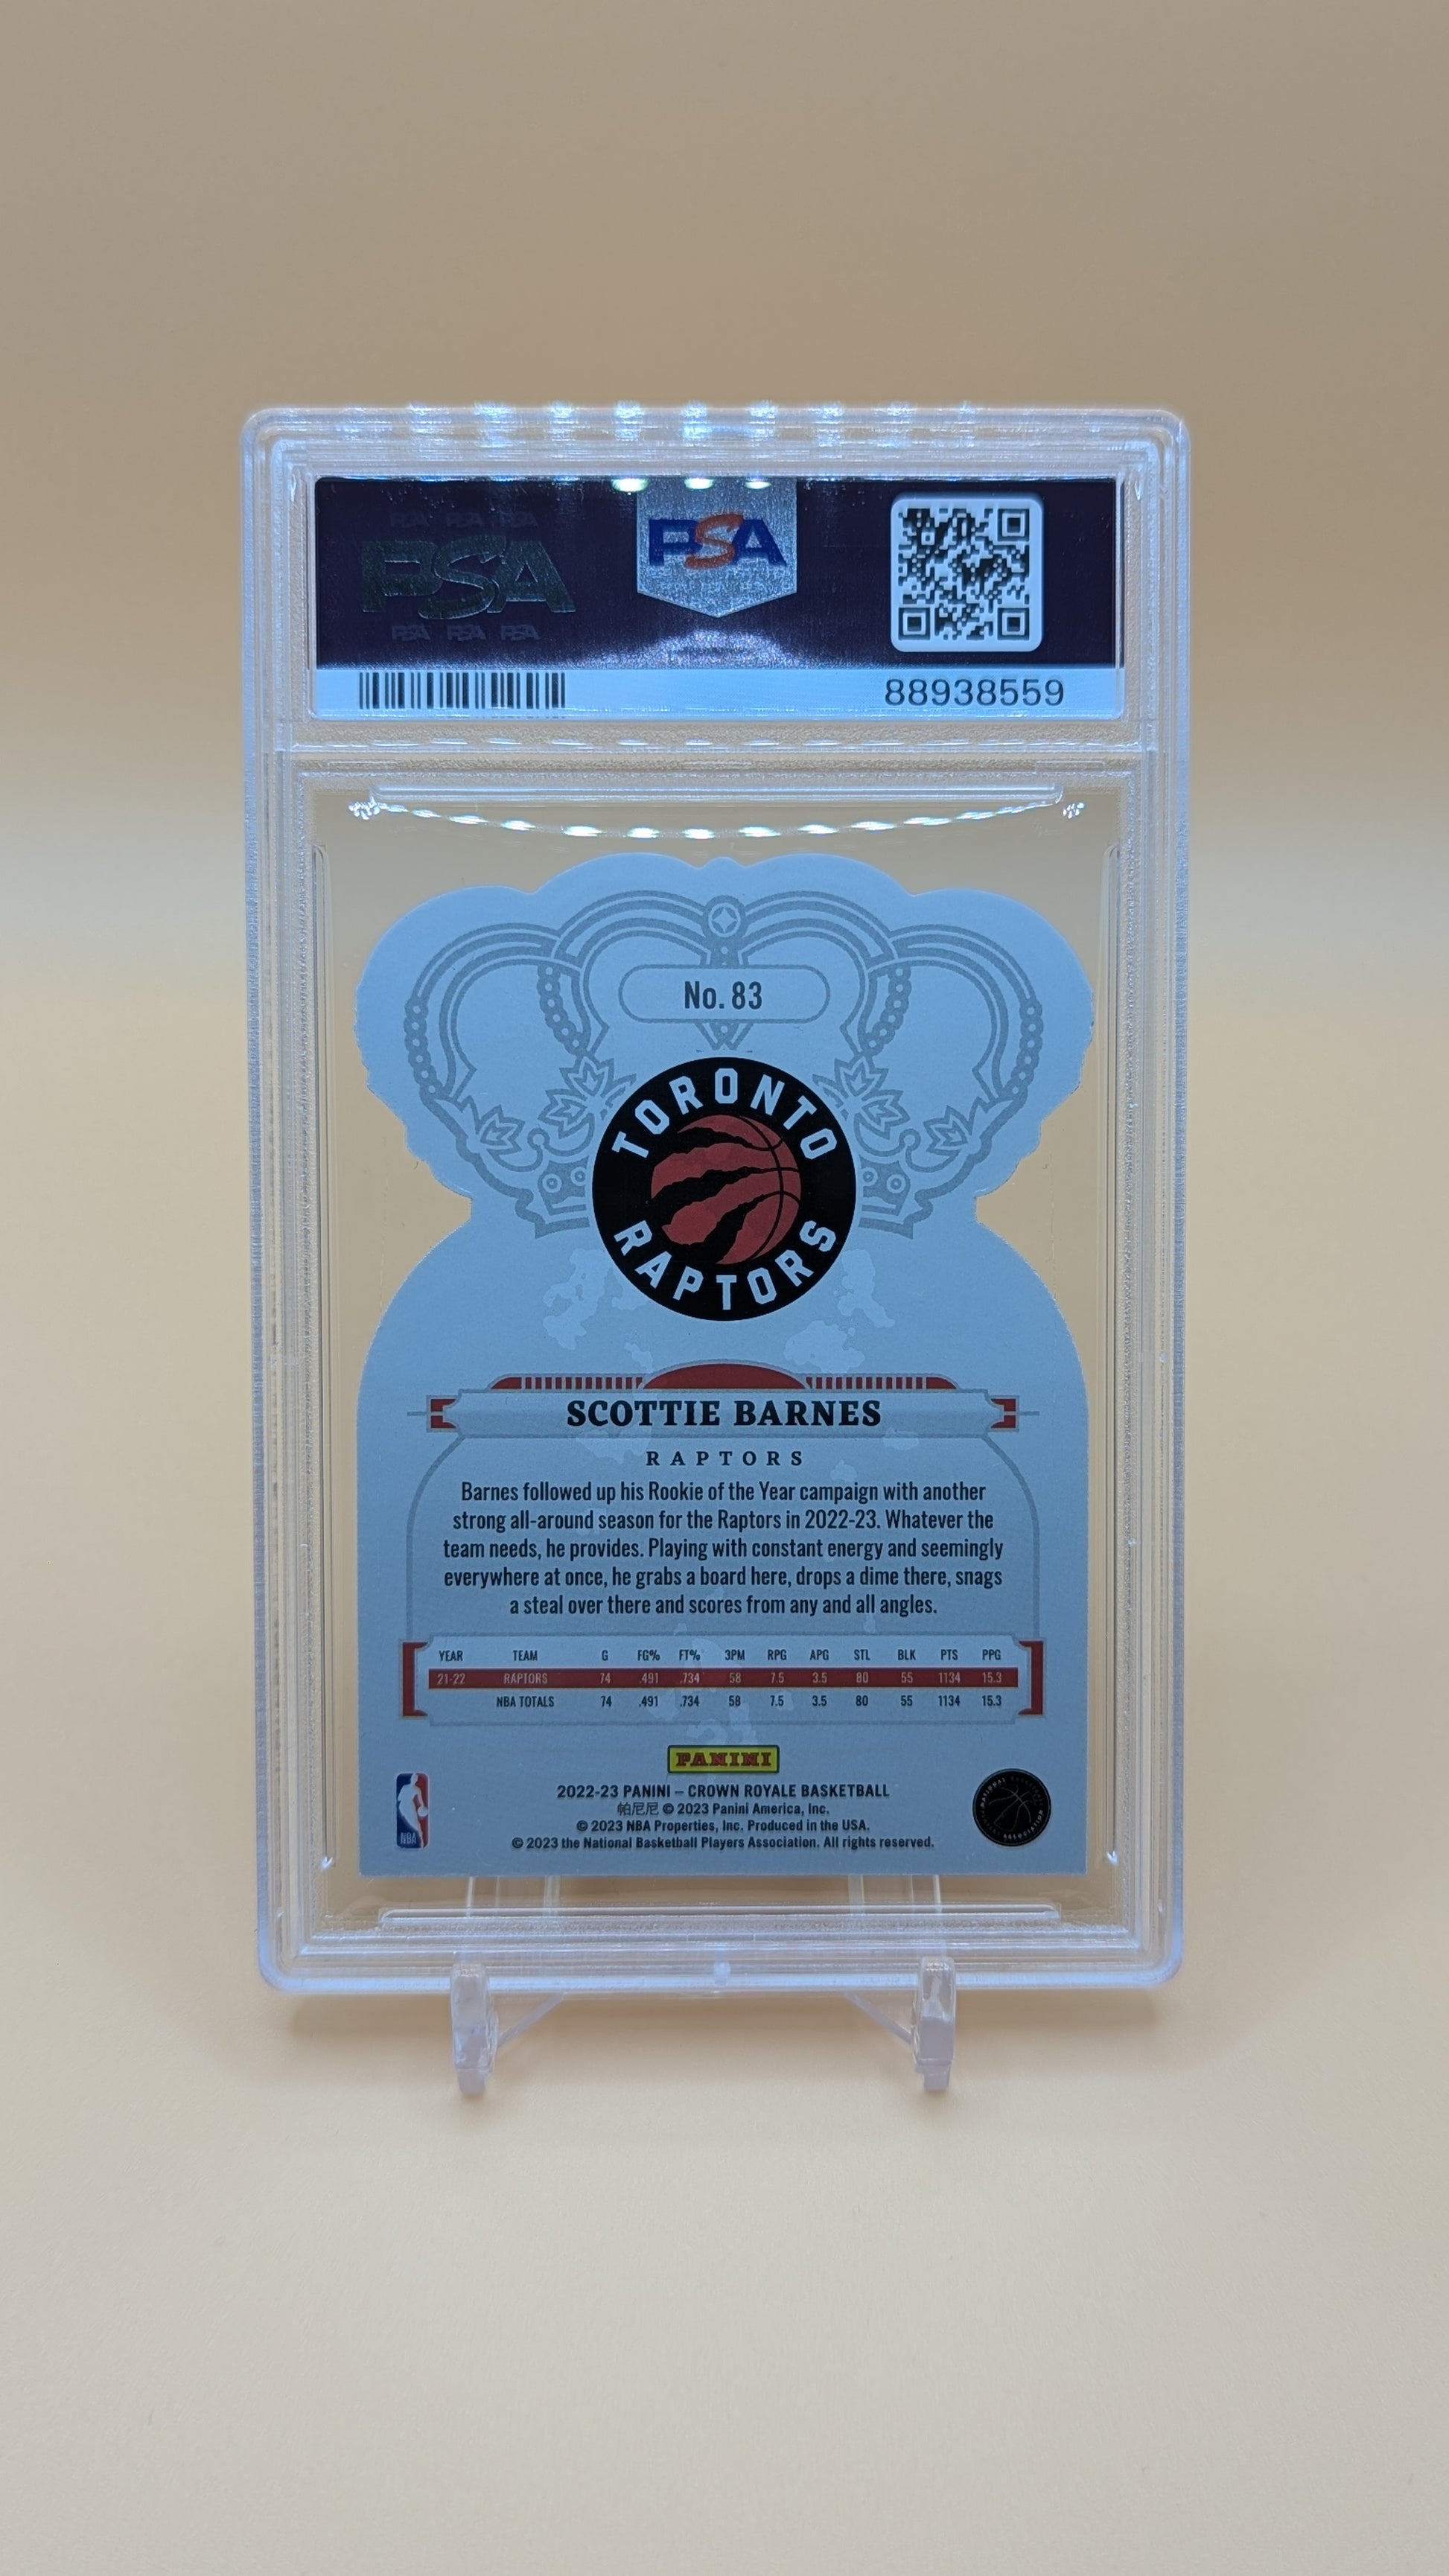 PSA PSA PSA
PSA
PSA PSA PSA
PSA
88938559
No. 83
TORONTO
RAPTORS
SCOTTIE BARNES
RAPTORS
Barnes followed up his Rookie of the Year campaign with another
strong all-around season for the Raptors in 2022-23. Whatever the
team needs, he provides. Playing with constant energy and seemingly
everywhere at once, he grabs a board here, drops a dime there, snags
a steal over there and scores from any and all angles.
YEAR TEAM G FG% FT% 3PM RPG APG STL BLK PTS PPG
21-22 RAPTORS 74 .491 .734 58 7.5 3.5 80 55 1134 15.3
NBA TOTALS 74 .491 .734 58 7.5 3.5 80 55 1134 15.3
PANINI
2022-23 PANINI – CROWN ROYALE BASKETBALL
帕尼尼 © 2023 Panini America, Inc.
© 2023 NBA Properties, Inc. Produced in the USA.
© 2023 the National Basketball Players Association. All rights reserved.
NBA